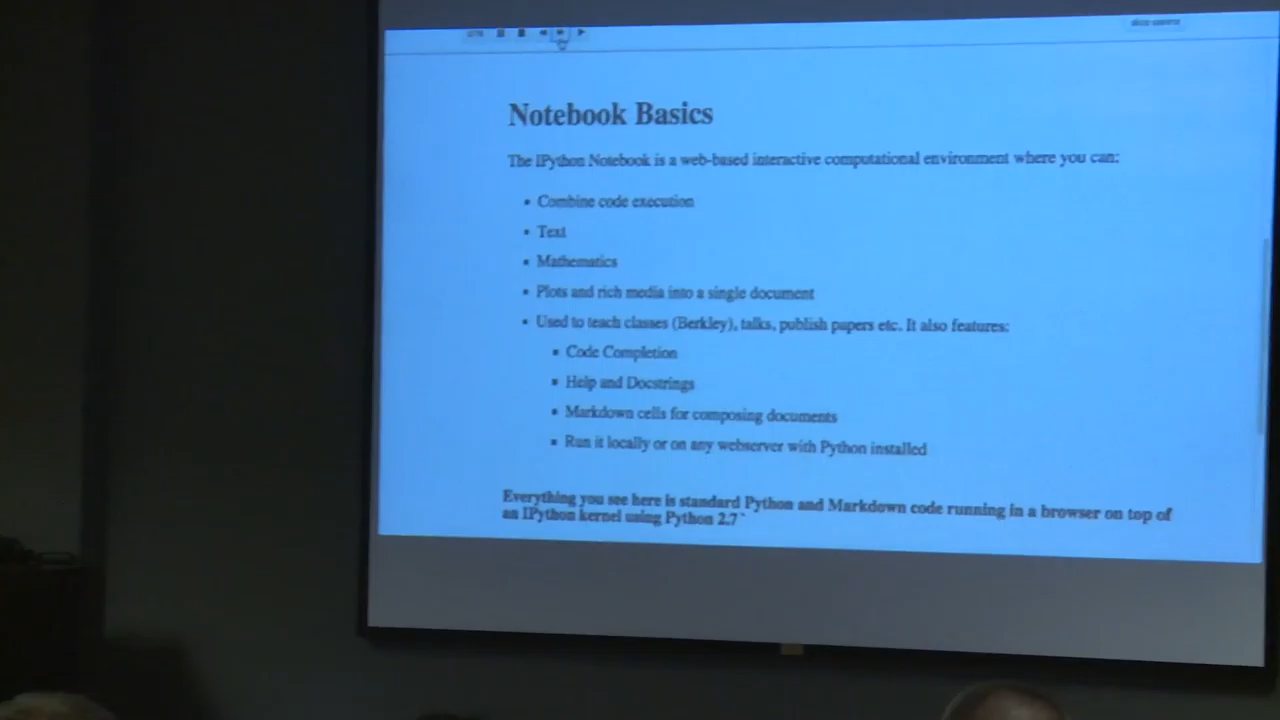 Notebook Basics
The IPython Notebook is a web-based interactive computational environment where you can:
Combine code execution
Text
Mathematics
Plots and rich media into a single document
Used to teach classes (Berkley), talks, publish papers etc. It also features:
Code Completion
Help and Docstrings
Markdown cells for composing documents
Run it locally or on any webserver with Python installed
Everything you see here is standard Python and Markdown code running in a browser on top of
an IPython kernel using Python 2.7`